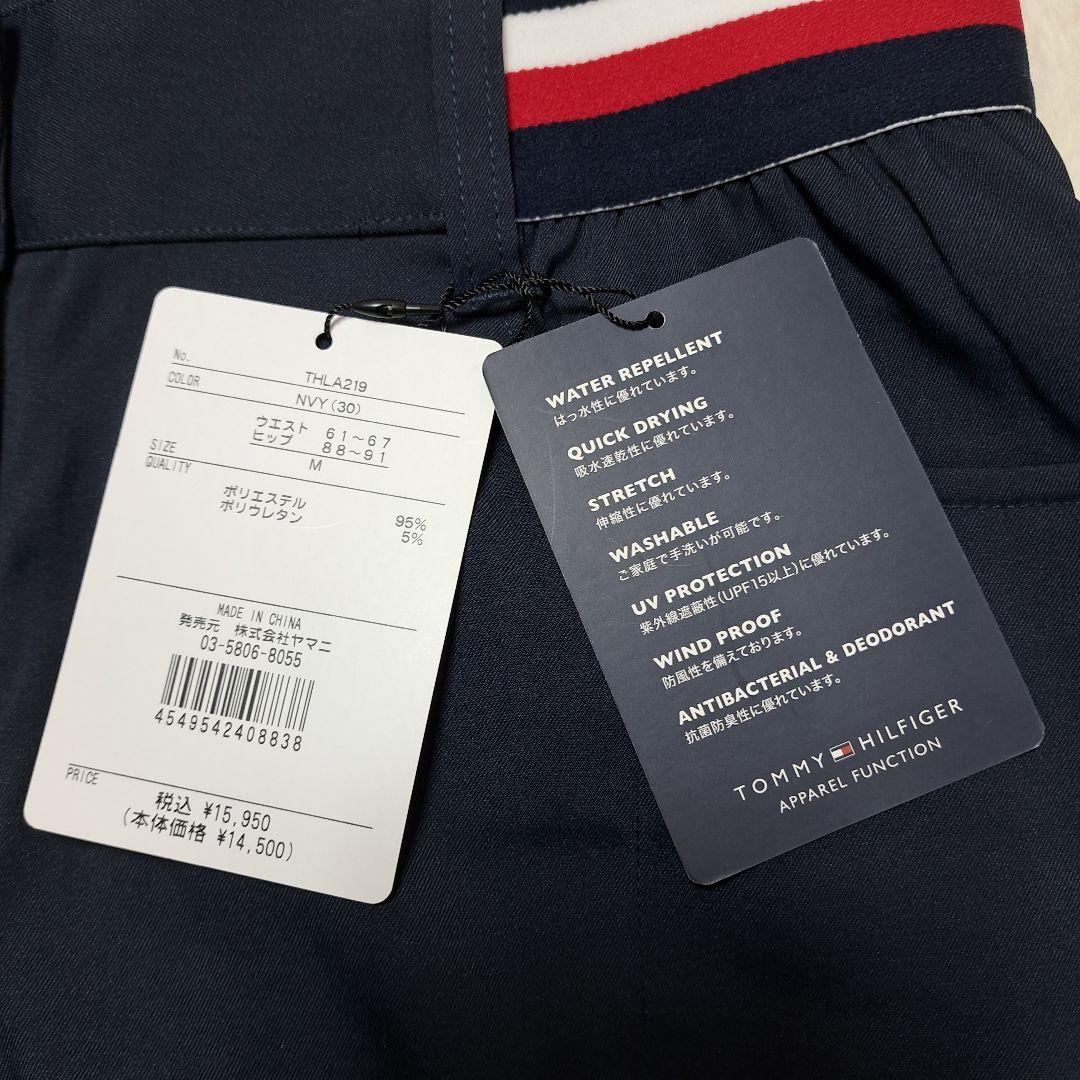 No.
THLA219
COLOR
NVY(30)
ウエスト 61～67
ヒップ 88～91
SIZE
M
QUALITY
ポリエステル 95%
ポリウレタン 5%
MADE IN CHINA
発売元 株式会社ヤマニ
03-5806-8055
4549542408838
PRICE
税込 ¥15,950
(本体価格 ¥14,500)
WATER REPELLENT
はっ水性に優れています。
QUICK DRYING
吸水速乾性に優れています。
STRETCH
伸縮性に優れています。
WASHABLE
ご家庭で手洗いが可能です。
UV PROTECTION
紫外線遮蔽性(UPF15以上)に優れています。
WIND PROOF
防風性を備えております。
ANTIBACTERIAL & DEODORANT
抗菌防臭性に優れています。
TOMMY HILFIGER
APPAREL FUNCTION